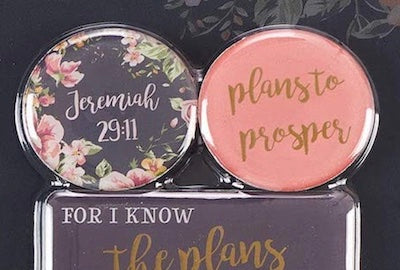 Jeremiah
29:11
plans to
prosper
FOR I KNOW
the plans